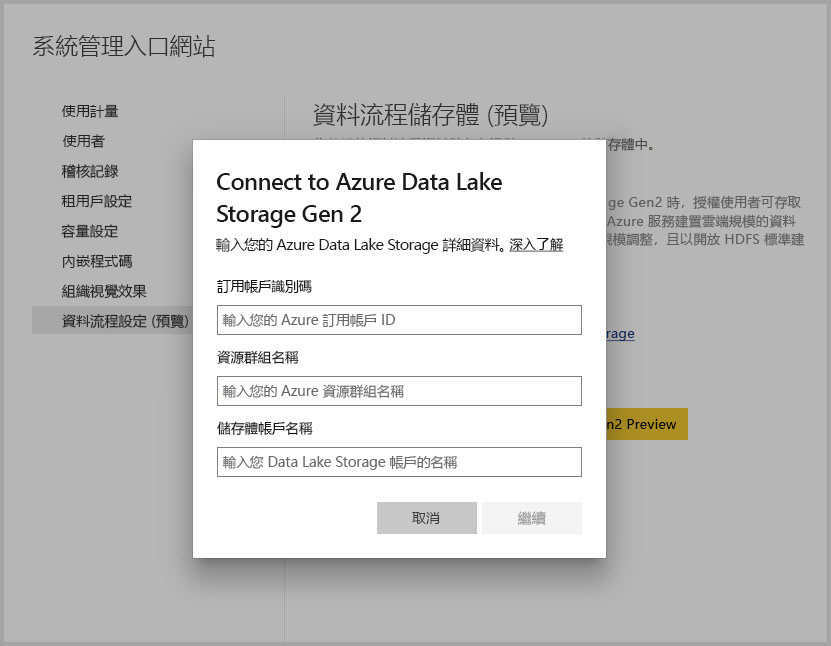 系統管理入口網站
使用計量
使用者
稽核記錄
租用戶設定
容量設定
內嵌程式碼
組織視覺效果
資料流程設定 (預覽)
資料流程儲存體 (預覽)
存體中。
ge Gen2 時，授權使用者可存取
Azure 服務建置雲端規模的資料
模調整，且以開放 HDFS 標準建
rage
n2 Preview
Connect to Azure Data Lake
Storage Gen 2
輸入您的 Azure Data Lake Storage 詳細資料。深入了解
訂用帳戶識別碼
輸入您的 Azure 訂用帳戶 ID
資源群組名稱
輸入您的 Azure 資源群組名稱
儲存體帳戶名稱
輸入您 Data Lake Storage 帳戶的名稱
取消
繼續